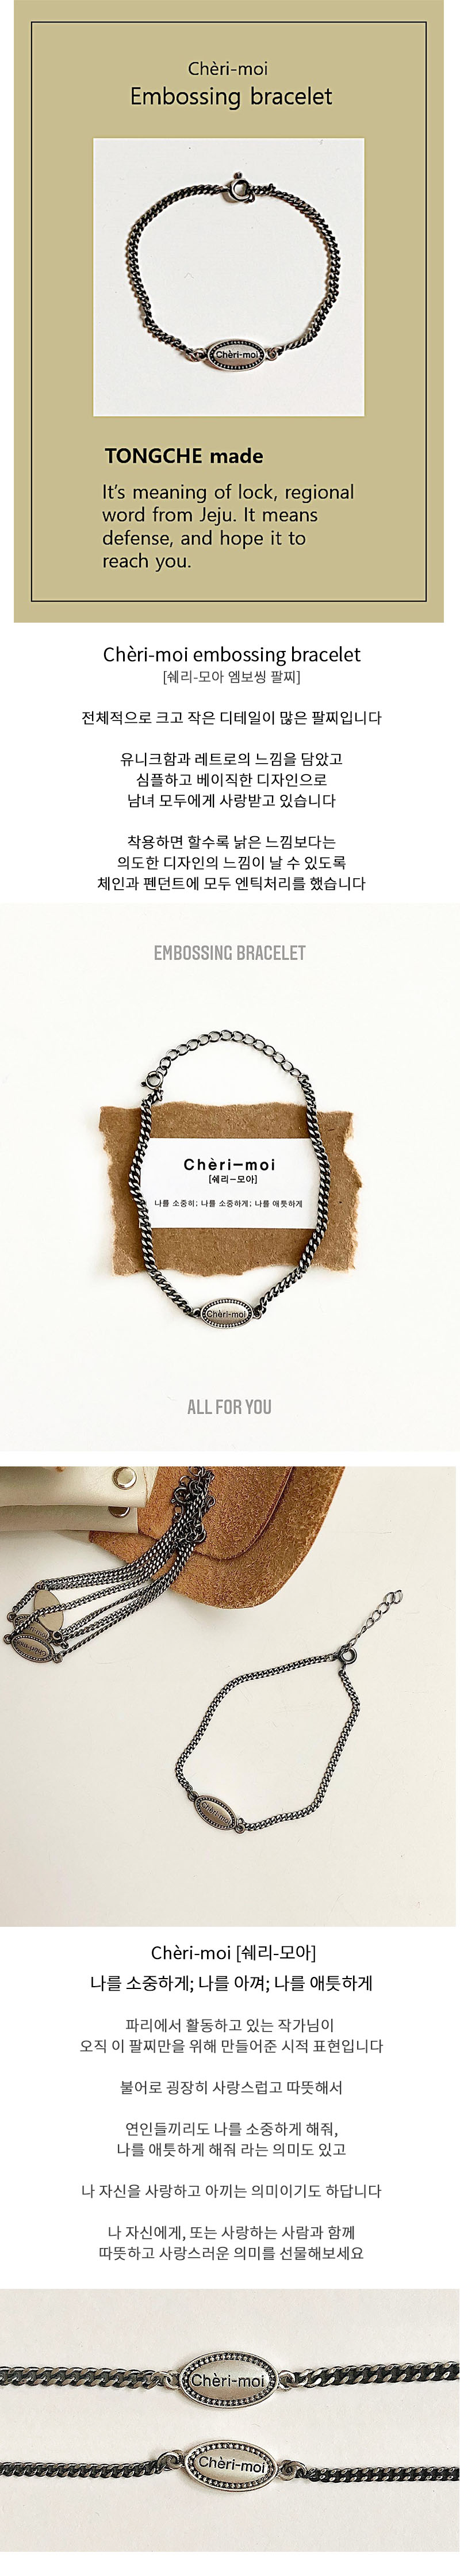 Chèri-moi
Embossing bracelet
Chèri-moi
TONGCHE made
It's meaning of lock, regional
word from Jeju. It means
defense, and hope it to
reach you.
Chèri-moi embossing bracelet
[쉐리-모아 엠보씽 팔찌]
전체적으로 크고 작은 디테일이 많은 팔찌입니다
유니크함과 레트로의 느낌을 담았고
심플하고 베이직한 디자인으로
남녀 모두에게 사랑받고 있습니다
착용하면 할수록 낡은 느낌보다는
의도한 디자인의 느낌이 날 수 있도록
체인과 펜던트에 모두 엔틱처리를 했습니다
EMBOSSING BRACELET
Chèri-moi
[쉐리-모아]
나를 소중히; 나를 소중하게; 나를 애틋하게
Chèri-moi
ALL FOR YOU
Chèri-moi
Chèri-moi [쉐리-모아]
나를 소중하게; 나를 아껴; 나를 애틋하게
파리에서 활동하고 있는 작가님이
오직 이 팔찌만을 위해 만들어준 시적 표현입니다
불어로 굉장히 사랑스럽고 따뜻해서
연인들끼리도 나를 소중하게 해줘,
나를 애틋하게 해줘 라는 의미도 있고
나 자신을 사랑하고 아끼는 의미이기도 하답니다
나 자신에게, 또는 사랑하는 사람과 함께
따뜻하고 사랑스러운 의미를 선물해보세요
Chèri-moi
Chèri-moi